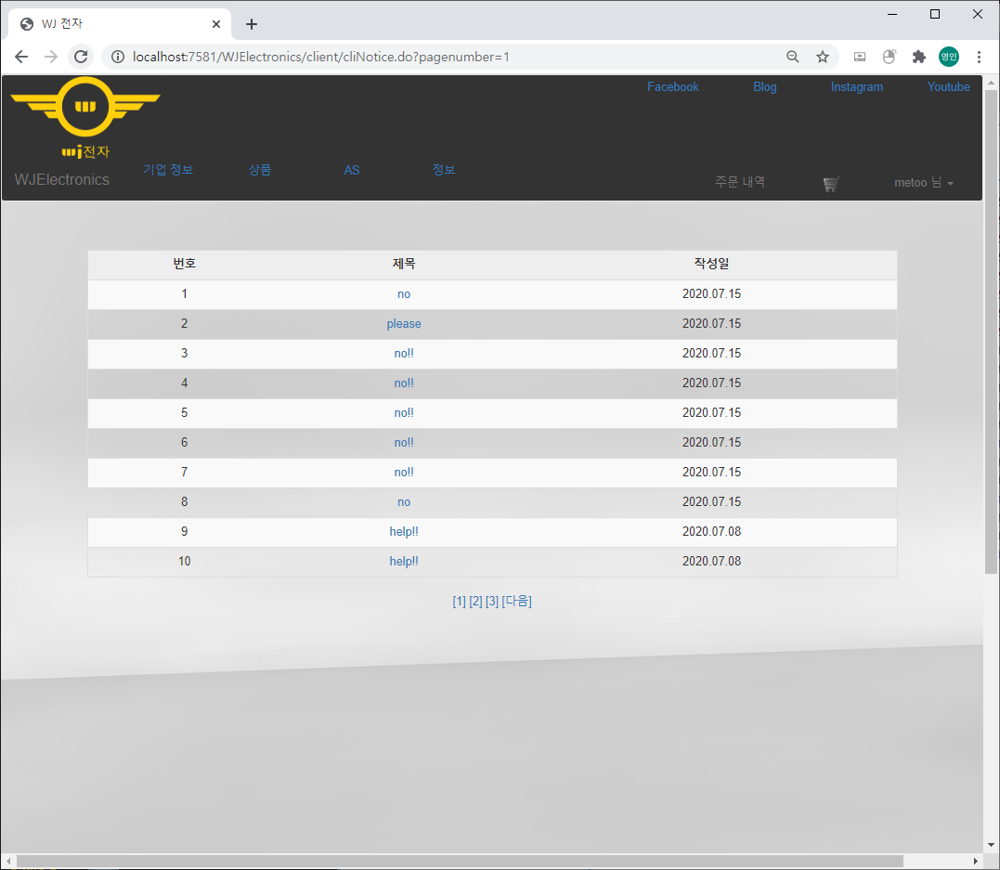 WJ 전자
localhost:7581/WJElectronics/client/cliNotice.do?pagenumber=1
영인
Facebook Blog Instagram Youtube
wj전자
WJElectronics 기업 정보 상품 AS 정보
주문 내역 metoo 님
번호 제목 작성일
1 no 2020.07.15
2 please 2020.07.15
3 no!! 2020.07.15
4 no!! 2020.07.15
5 no!! 2020.07.15
6 no!! 2020.07.15
7 no!! 2020.07.15
8 no 2020.07.15
9 help!! 2020.07.08
10 help!! 2020.07.08
[1] [2] [3] [다음]